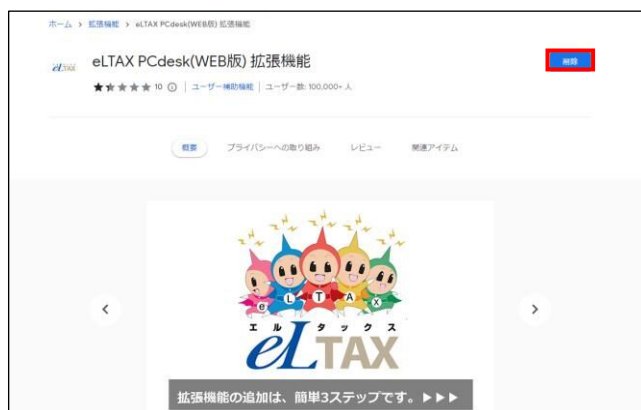 ホーム > 拡張機能 > eLTAX PCdesk(WEB版) 拡張機能
eLTAX
eLTAX PCdesk(WEB版) 拡張機能
削除
10
ユーザー補助機能
ユーザー数: 100,000+ 人
概要
プライバシーへの取り組み
レビュー
関連アイテム
e L T A x
エルタックス
eLTAX
拡張機能の追加は、簡単3ステップです。▶▶▶